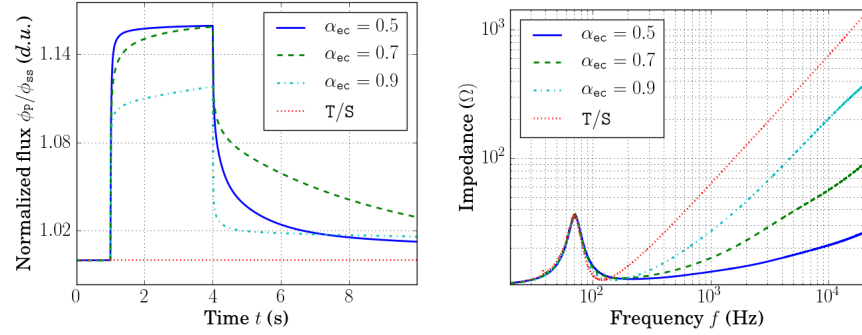 Normalized flux ϕp/ϕss (d.u.)
1.14
1.08
1.02
αec = 0.5
αec = 0.7
αec = 0.9
T/S
0 2 4 6 8
Time t (s)
Impedance (Ω)
10³
10²
αec = 0.5
αec = 0.7
αec = 0.9
T/S
10² 10³ 10⁴
Frequency f (Hz)